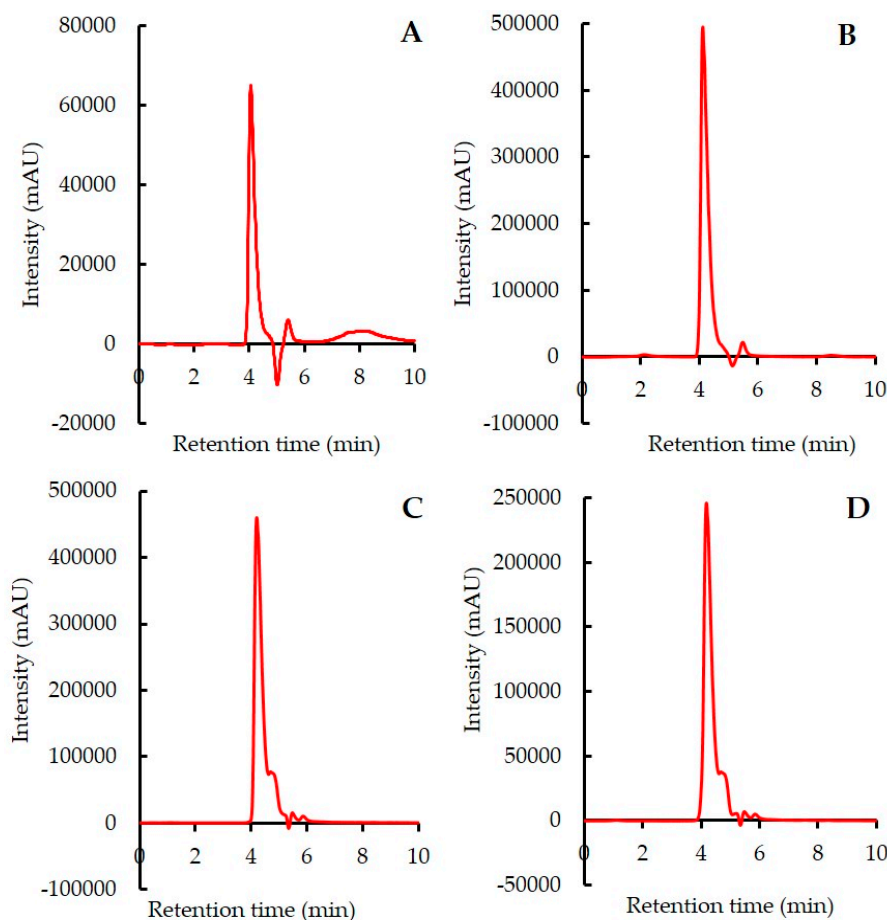 A
80000
60000
40000
20000
0
-20000
0 2 4 6 8 10
Intensity (mAU)
Retention time (min)
B
500000
400000
300000
200000
100000
0
-100000
0 2 4 6 8 10
Intensity (mAU)
Retention time (min)
C
500000
400000
300000
200000
100000
0
-100000
0 2 4 6 8 10
Intensity (mAU)
Retention time (min)
D
250000
200000
150000
100000
50000
0
-50000
0 2 4 6 8 10
Intensity (mAU)
Retention time (min)